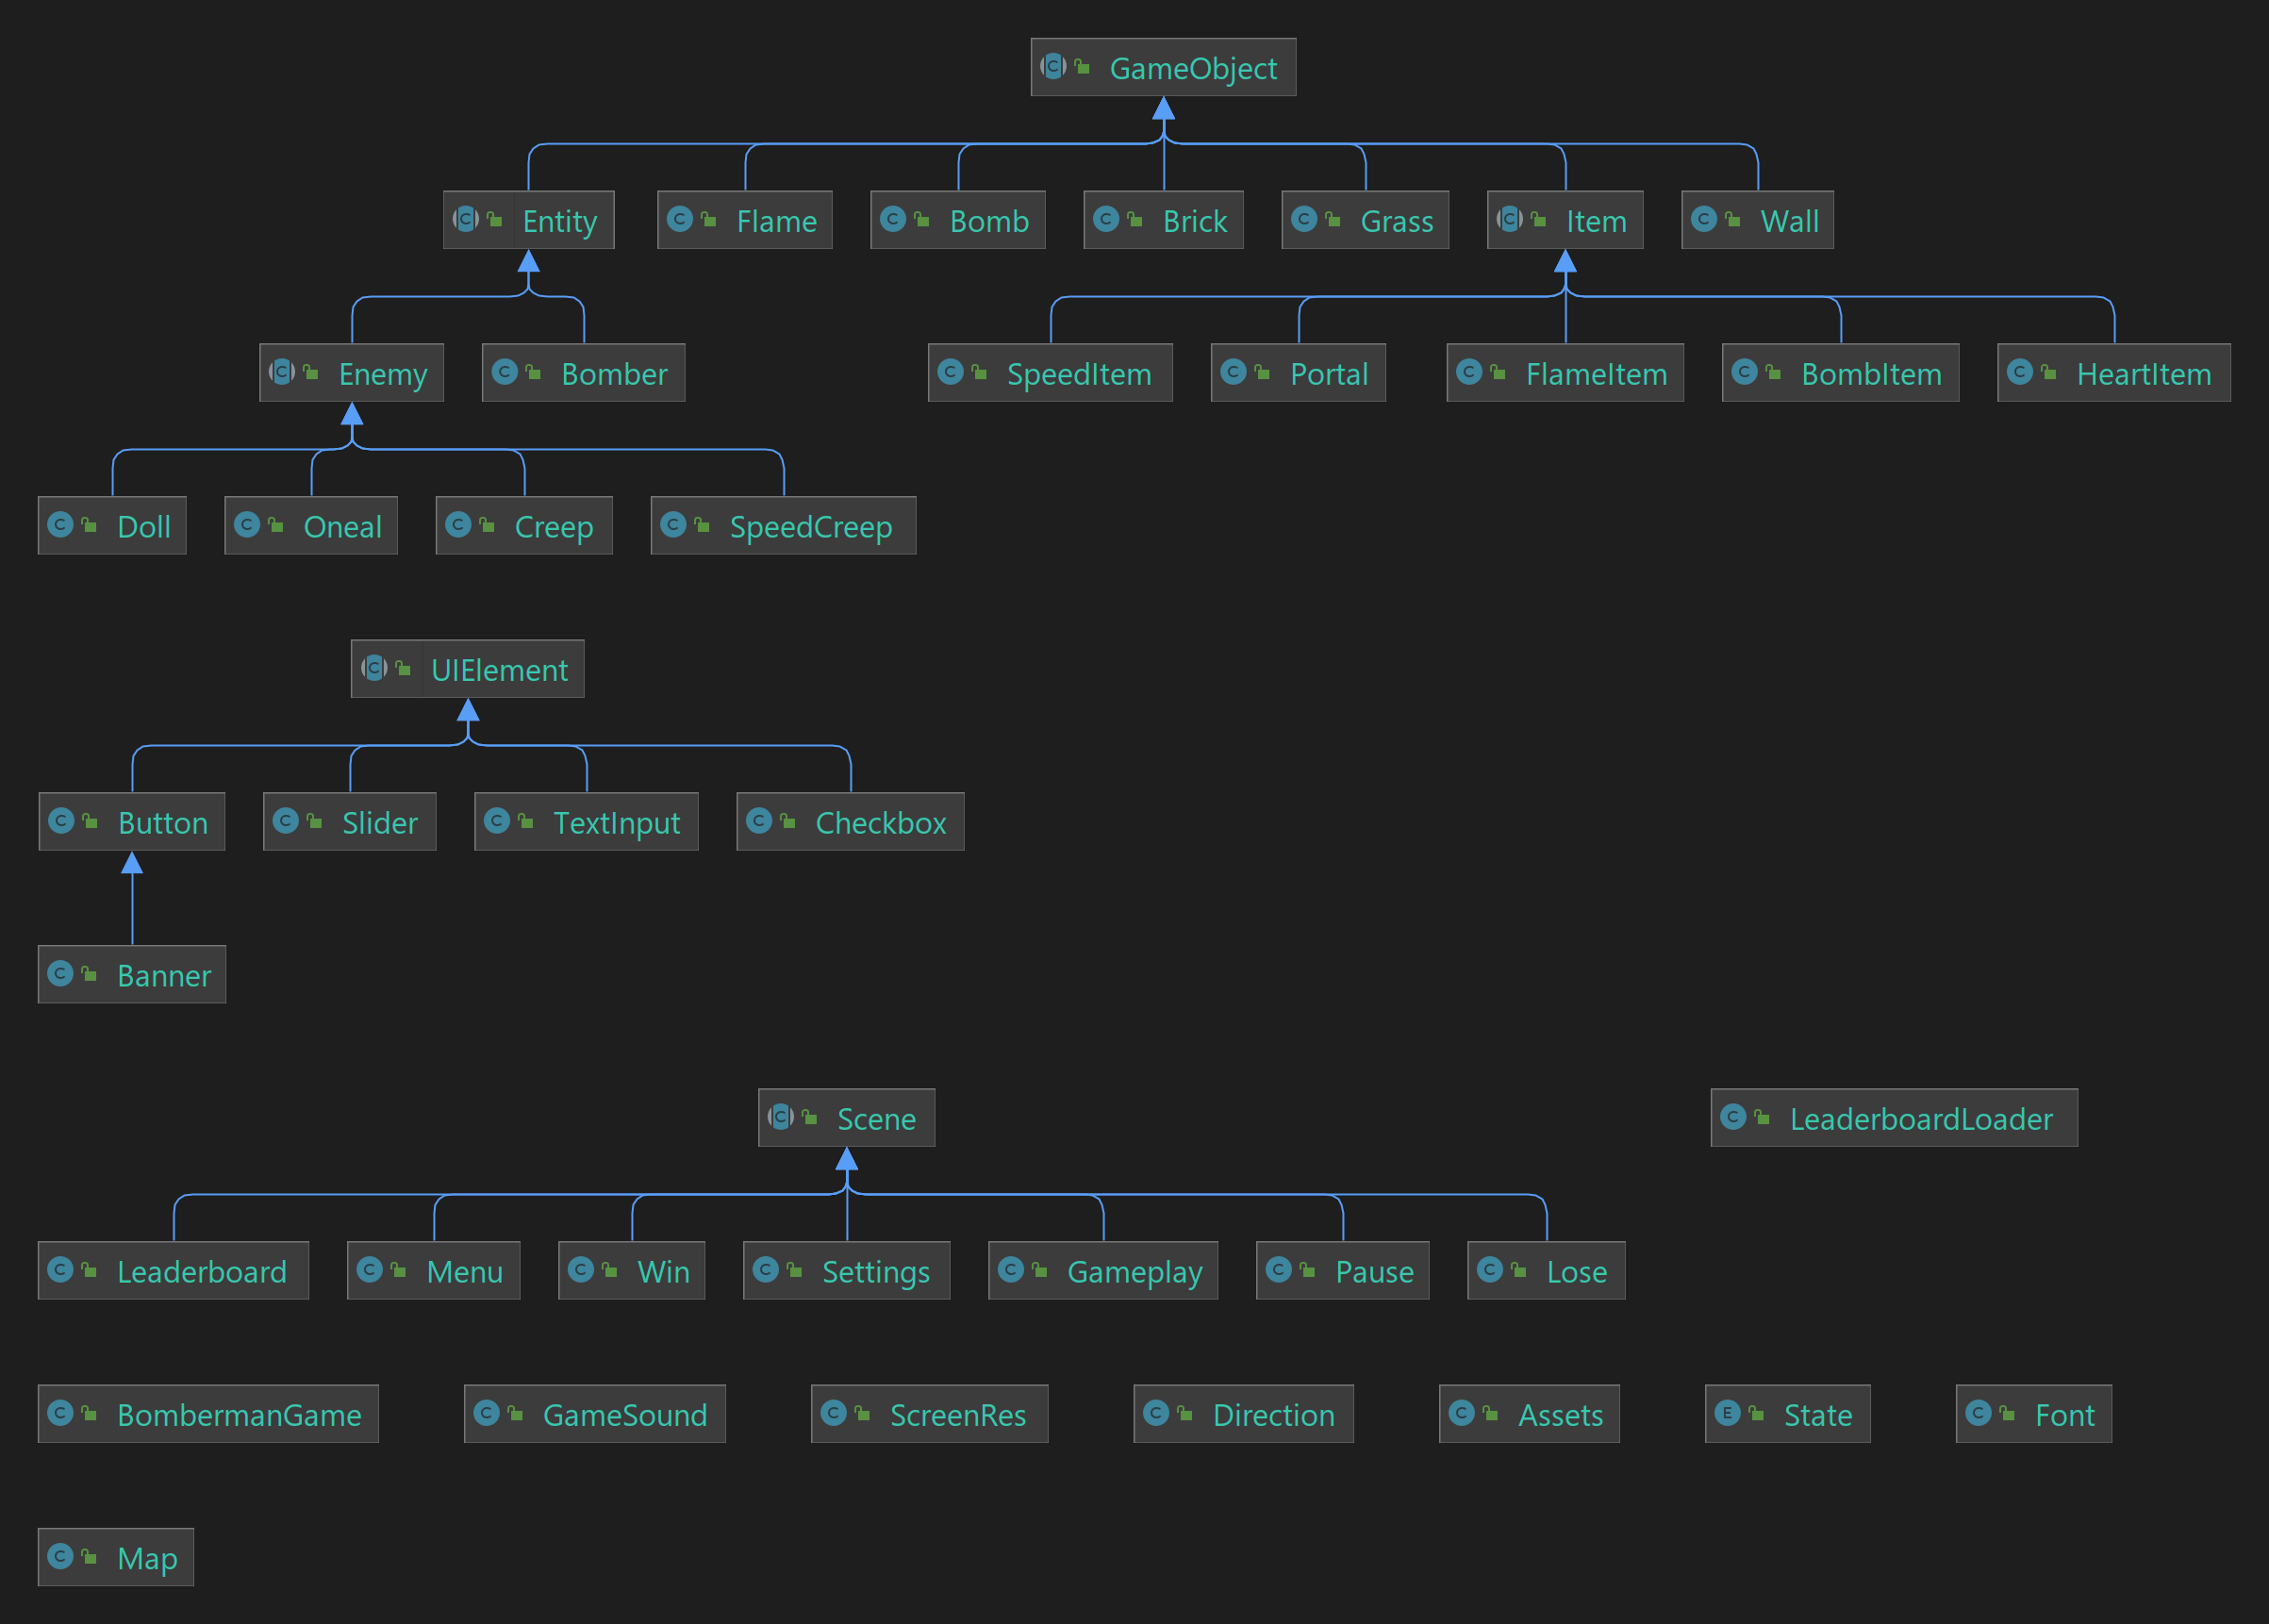 GameObject
Entity
Flame
Bomb
Brick
Grass
Item
Wall
Enemy
Bomber
SpeedItem
Portal
FlameItem
BombItem
HeartItem
Doll
Oneal
Creep
SpeedCreep
UIElement
Button
Slider
TextInput
Checkbox
Banner
Scene
LeaderboardLoader
Leaderboard
Menu
Win
Settings
Gameplay
Pause
Lose
BombermanGame
GameSound
ScreenRes
Direction
Assets
State
Font
Map